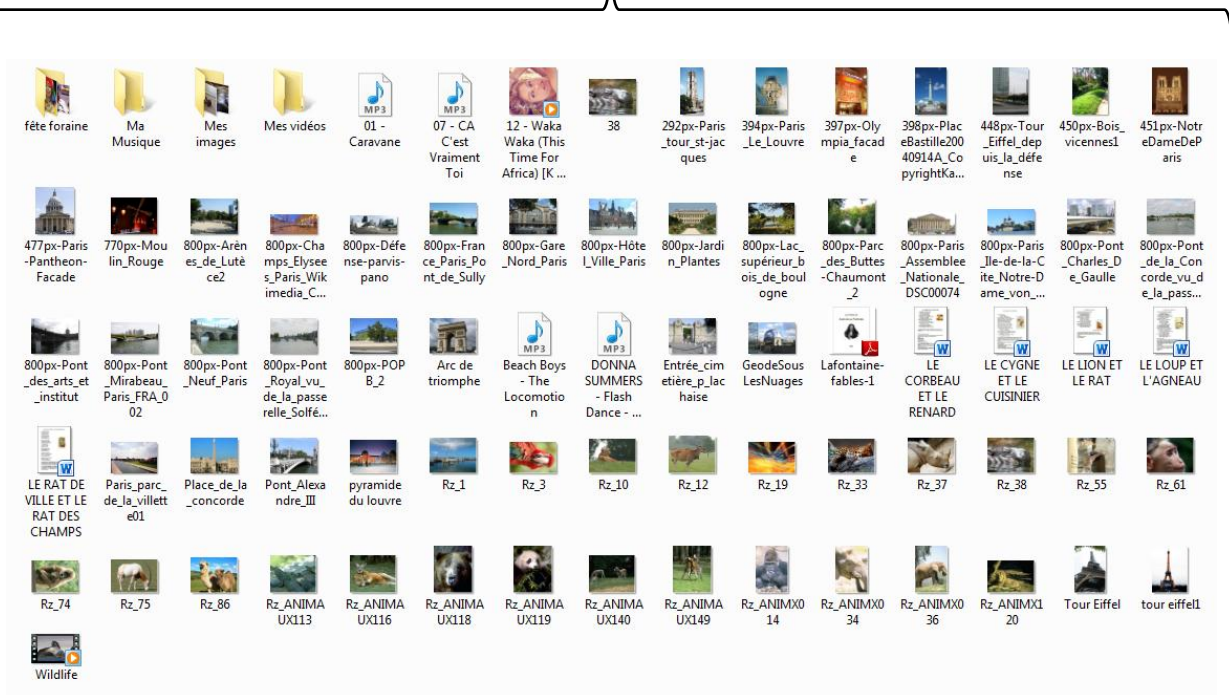 fête foraine
Ma
Musique
Mes
images
Mes vidéos
MP3
01 -
Caravane
MP3
07 - CA
C'est
Vraiment
Toi
12 - Waka
Waka (This
Time For
Africa) [K ...
38
292px-Paris
_tour_st-jac
ques
394px-Paris
_Le_Louvre
397px-Oly
mpia_facad
e
398px-Plac
eBastille200
40914A_Co
pyrightKa...
448px-Tour
_Eiffel_dep
uis_la_défe
nse
450px-Bois_
vicennes1
451px-Notr
eDameDeP
aris
477px-Paris
-Pantheon-
Facade
770px-Mou
lin_Rouge
800px-Arèn
es_de_Lutè
ce2
800px-Cha
mps_Elysee
s_Paris_Wik
imedia_C...
800px-Défe
nse-parvis-
pano
800px-Fran
ce_Paris_Po
nt_de_Sully
800px-Gare
_Nord_Paris
800px-Hôte
l_Ville_Paris
800px-Jardi
n_Plantes
800px-Lac_
supérieur_b
ois_de_boul
ogne
800px-Parc
_des_Buttes
-Chaumont
_2
800px-Paris
_Assemblee
_Nationale_
DSC00074
800px-Paris
_Ile-de-la-C
ite_Notre-D
ame_von_...
800px-Pont
_Charles_D
e_Gaulle
800px-Pont
_de_la_Con
corde_vu_d
e_la_pass...
800px-Pont
_des_arts_et
_institut
800px-Pont
_Mirabeau_
Paris_FRA_0
02
800px-Pont
_Neuf_Paris
800px-Pont
_Royal_vu_
de_la_passe
relle_Solfé...
800px-POP
B_2
Arc de
triomphe
MP3
Beach Boys
- The
Locomotio
n
MP3
DONNA
SUMMERS
- Flash
Dance - ...
Entrée_cim
etière_p_lac
haise
GeodeSous
LesNuages
Lafontaine-
fables-1
W
LE
CORBEAU
ET LE
RENARD
W
LE CYGNE
ET LE
CUISINIER
W
LE LION ET
LE RAT
W
LE LOUP ET
L'AGNEAU
W
LE RAT DE
VILLE ET LE
RAT DES
CHAMPS
Paris_parc_
de_la_villett
e01
Place_de_la
_concorde
Pont_Alexa
ndre_III
pyramide
du louvre
Rz_1
Rz_3
Rz_10
Rz_12
Rz_19
Rz_33
Rz_37
Rz_38
Rz_55
Rz_61
Rz_74
Rz_75
Rz_86
Rz_ANIMA
UX113
Rz_ANIMA
UX116
Rz_ANIMA
UX118
Rz_ANIMA
UX119
Rz_ANIMA
UX140
Rz_ANIMA
UX149
Rz_ANIMX0
14
Rz_ANIMX0
34
Rz_ANIMX0
36
Rz_ANIMX1
20
Tour Eiffel
tour eiffel1
Wildlife